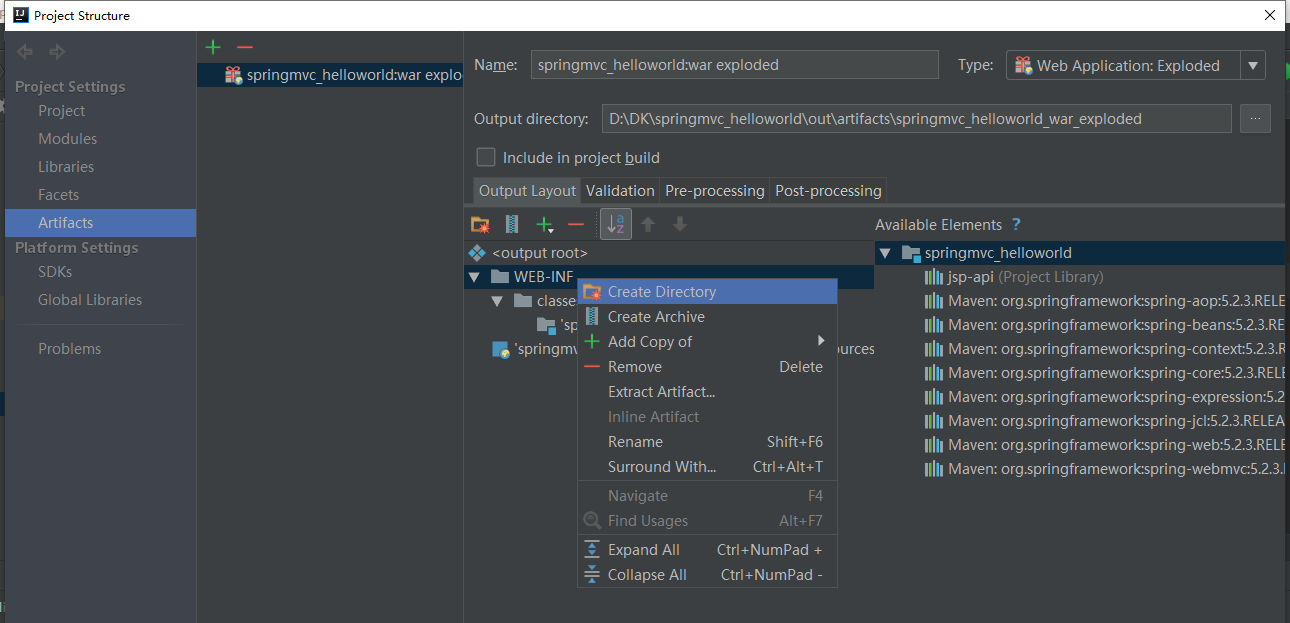 Project Structure
Project Settings
Project
Modules
Libraries
Facets
Artifacts
Platform Settings
SDKs
Global Libraries
Problems
springmvc_helloworld:war explo
Name: springmvc_helloworld:war exploded Type: Web Application: Exploded
Output directory: D:\DK\springmvc_helloworld\out\artifacts\springmvc_helloworld_war_exploded ...
Include in project build
Output Layout Validation Pre-processing Post-processing
Available Elements ?
<output root>
WEB-INF
classe
'sp
'springmv
ources
Create Directory
Create Archive
Add Copy of
Remove Delete
Extract Artifact...
Inline Artifact
Rename Shift+F6
Surround With... Ctrl+Alt+T
Navigate F4
Find Usages Alt+F7
Expand All Ctrl+NumPad +
Collapse All Ctrl+NumPad -
springmvc_helloworld
jsp-api (Project Library)
Maven: org.springframework:spring-aop:5.2.3.RELE
Maven: org.springframework:spring-beans:5.2.3.RE
Maven: org.springframework:spring-context:5.2.3.R
Maven: org.springframework:spring-core:5.2.3.RELE
Maven: org.springframework:spring-expression:5.2
Maven: org.springframework:spring-jcl:5.2.3.RELEA
Maven: org.springframework:spring-web:5.2.3.RELE
Maven: org.springframework:spring-webmvc:5.2.3.